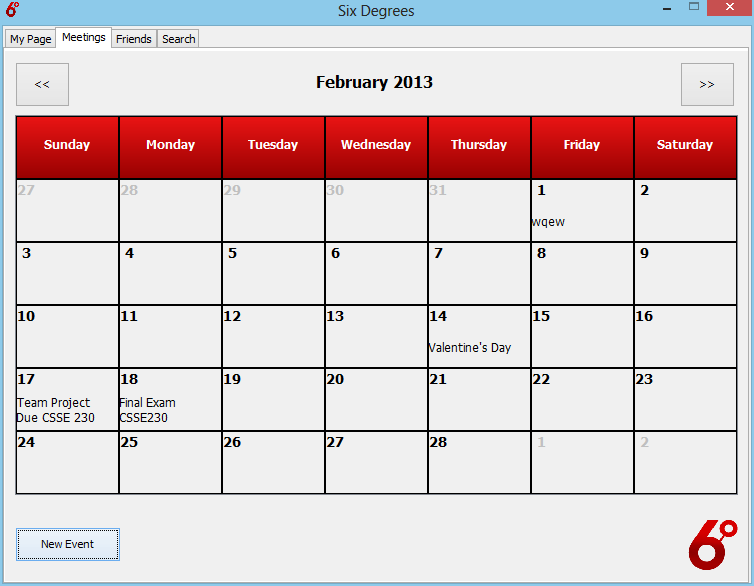 Six Degrees
My Page Meetings Friends Search
<< February 2013 >>
Sunday Monday Tuesday Wednesday Thursday Friday Saturday
27 28 29 30 31 1 2
wqew
3 4 5 6 7 8 9
10 11 12 13 14 15 16
Valentine's Day
17 18 19 20 21 22 23
Team Project Final Exam
Due CSSE 230 CSSE230
24 25 26 27 28 1 2
New Event